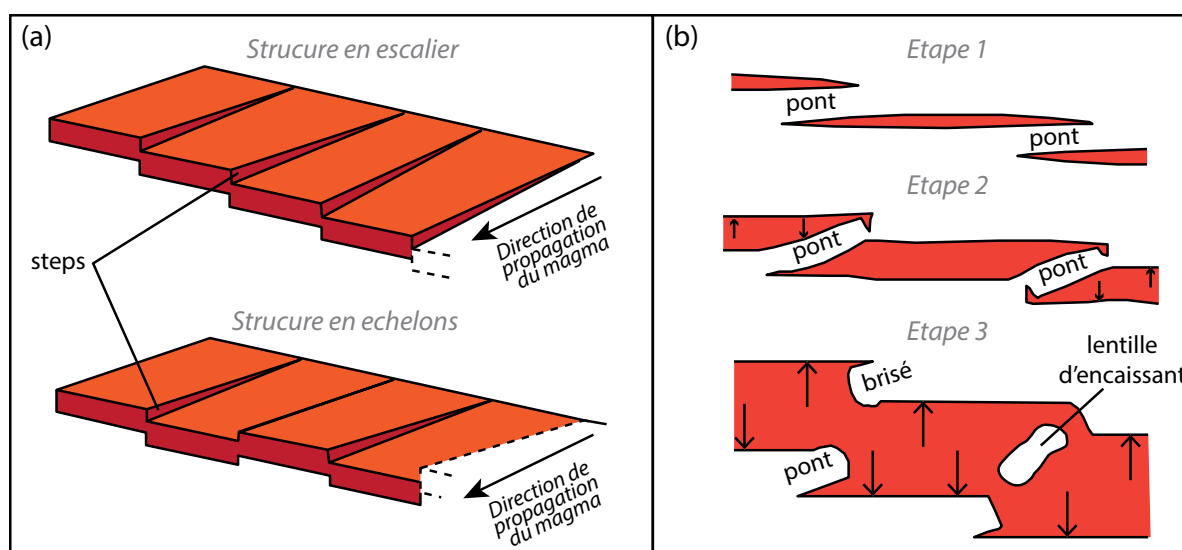 (a)
Strucure en escalier
Direction de
propagation
du magma
steps
Strucure en echelons
Direction de
propagation
du magma
(b)
Etape 1
pont
pont
Etape 2
pont
pont
Etape 3
brisé
lentille
d'encaissant
pont